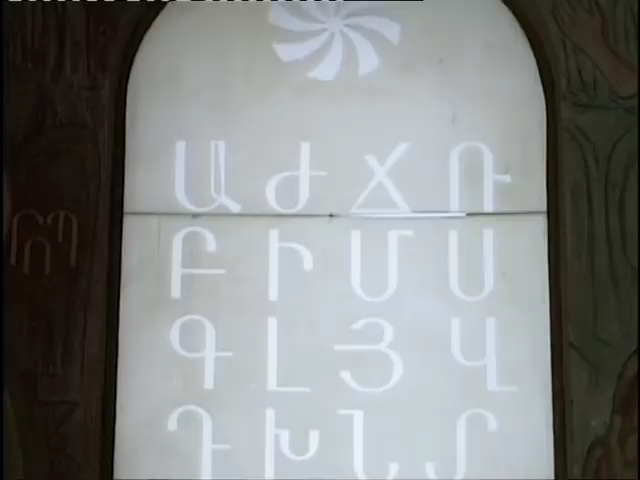 Ա Ժ Ճ Ռ
Բ Ի Մ Ս
Գ Լ Յ Վ
Դ Խ Ն Տ